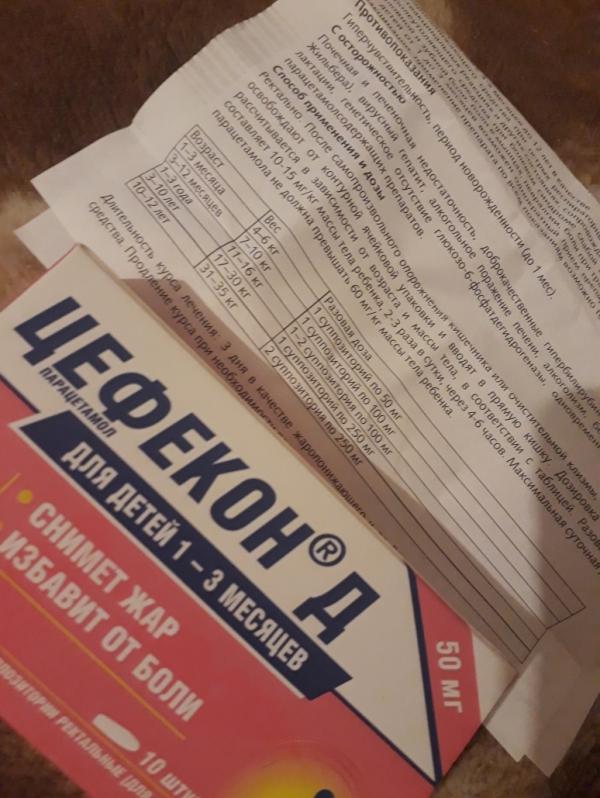 Противопоказания
Гиперчувствительность, период новорожденности (до 1 мес).
С осторожностью
Почечная и печеночная недостаточность, доброкачественные гипербилирубин
Жильбера), вирусный гепатит, алкогольное поражение печени, алкоголизм, бе
лактации, генетическое отсутствие глюкозо-6-фосфатдегидрогеназы, одновремен
парацетамолсодержащих препаратов.
Способ применения и дозы
Ректально. После самопроизвольного опорожнения кишечника или очистительной клизмы,
освобождают от контурной ячейковой упаковки и вводят в прямую кишку. Дозировка
рассчитывается в зависимости от возраста и массы тела, в соответствии с таблицей. Разов
составляет 10-15 мг/кг массы тела ребенка, 2-3 раза в сутки, через 4-6 часов. Максимальная суточная
парацетамола не должна превышать 60 мг/кг массы тела ребенка.
Возраст Вес Разовая доза
1-3 месяца 4-6 кг 1 суппозиторий по 50 мг
3-12 месяцев 7-10 кг 1 суппозиторий по 100 мг
1-3 года 11-16 кг 1-2 суппозитория по 100 мг
3-10 лет 17-30 кг 1 суппозиторий по 250 мг
10-12 лет 31-35 кг 2 суппозитория по 250 мг
Длительность курса лечения: 3 дня в качестве жаропонижающего
средства. Продление курса при необходимости
ЦЕФЕКОН® Д
ПАРАЦЕТАМОЛ
ДЛЯ ДЕТЕЙ 1 – 3 МЕСЯЦЕВ
50 МГ
СНИМЕТ ЖАР
ИЗБАВИТ ОТ БОЛИ
10 ШТУ
ПОЗИТОРИИ РЕКТАЛЬНЫЕ (ДЛЯ